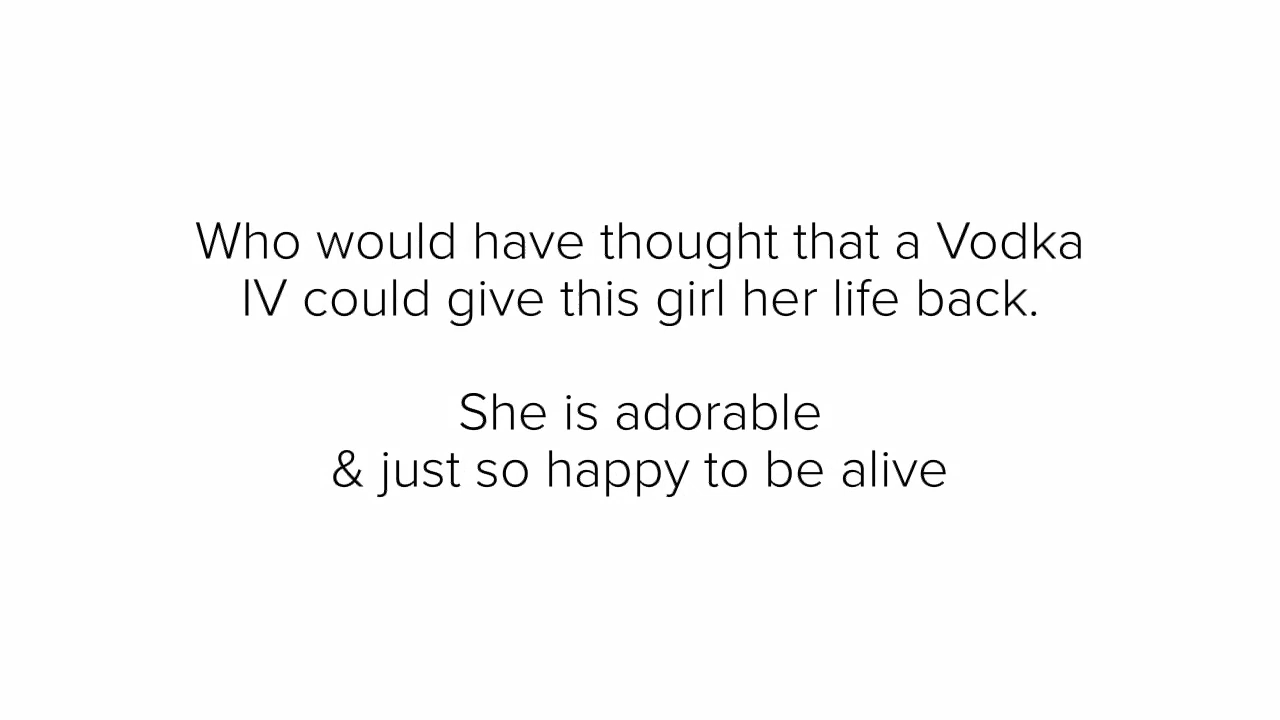 Who would have thought that a Vodka
IV could give this girl her life back.
She is adorable
& just so happy to be alive